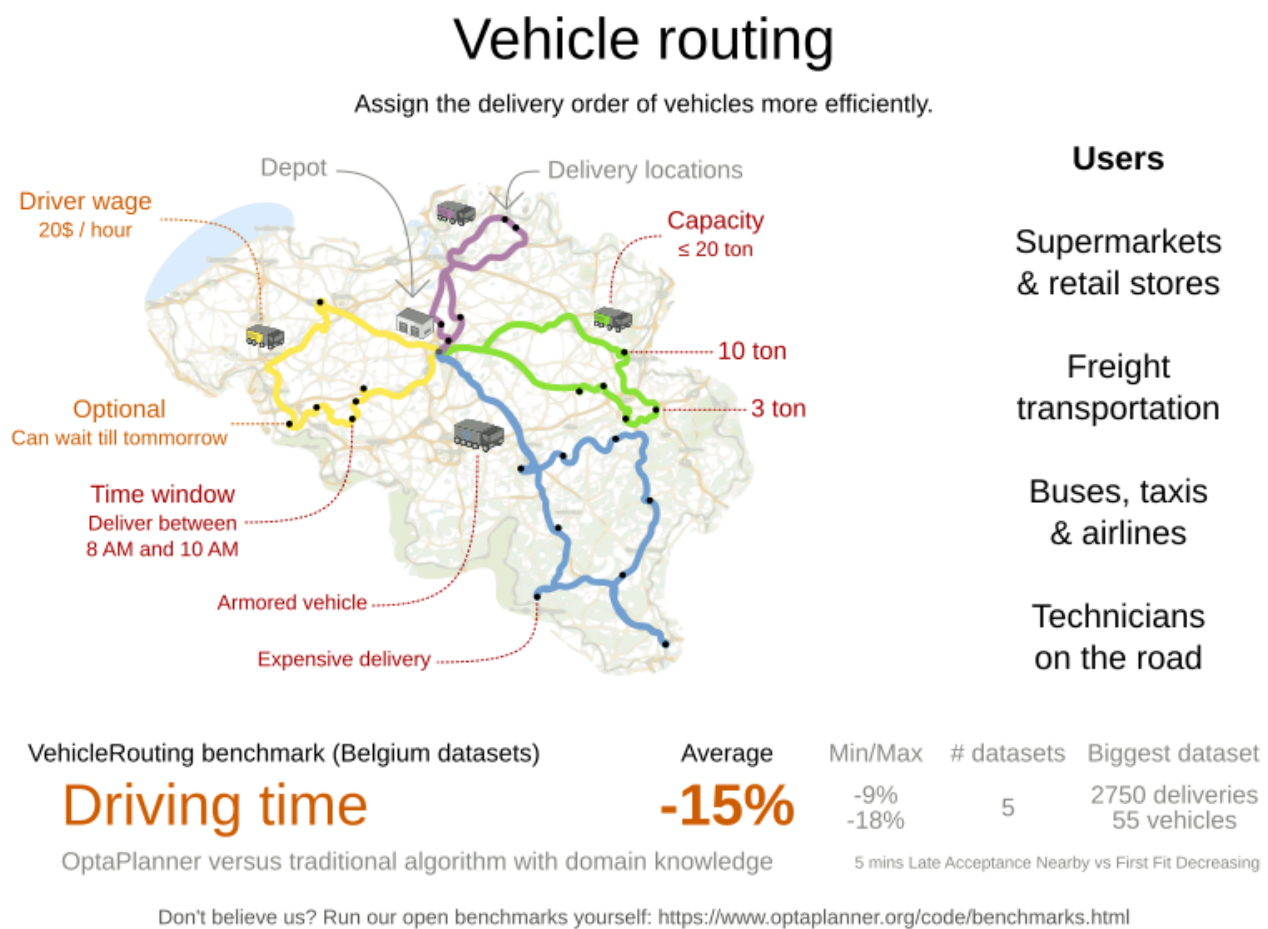 Vehicle routing
Assign the delivery order of vehicles more efficiently.
Depot
Delivery locations
Driver wage
20$ / hour
Capacity
≤ 20 ton
10 ton
3 ton
Optional
Can wait till tommorrow
Time window
Deliver between
8 AM and 10 AM
Armored vehicle
Expensive delivery
Users
Supermarkets
& retail stores
Freight
transportation
Buses, taxis
& airlines
Technicians
on the road
VehicleRouting benchmark (Belgium datasets)
Average
Min/Max
# datasets
Biggest dataset
Driving time
-15%
-9%
-18%
5
2750 deliveries
55 vehicles
OptaPlanner versus traditional algorithm with domain knowledge
5 mins Late Acceptance Nearby vs First Fit Decreasing
Don't believe us? Run our open benchmarks yourself: https://www.optaplanner.org/code/benchmarks.html